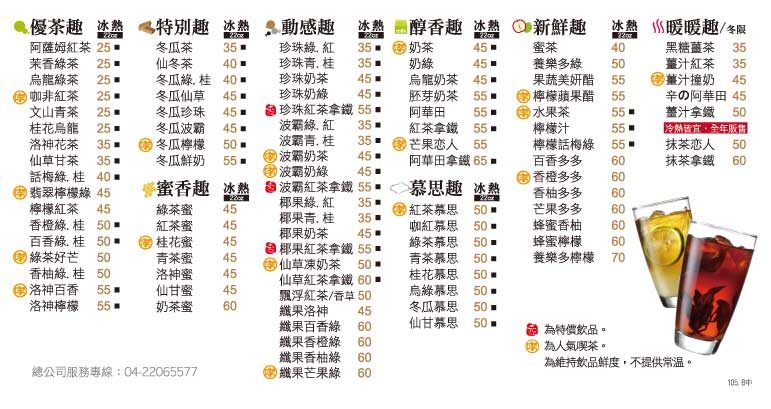 優茶趣 冰 熱 22oz
阿薩姆紅茶 25 ■
茉香綠茶 25 ■
烏龍綠茶 25 ■
咖非紅茶 25 ■
文山青茶 25 ■
桂花烏龍 25 ■
洛神花茶 35 ■
仙草甘茶 35 ■
話梅綠.桂 40 ■
翡翠檸檬綠 45
檸檬紅茶 45
香橙綠.桂 50 ■
百香綠.桂 50 ■
綠茶好芒 50
香柚綠.桂 50
洛神百香 55 ■
洛神檸檬 55 ■
特別趣 冰 熱 22oz
冬瓜茶 35 ■
仙冬茶 40 ■
冬瓜綠.桂 40 ■
冬瓜仙草 45 ■
冬瓜珍珠 45 ■
冬瓜波霸 45 ■
冬瓜檸檬 50 ■
冬瓜鮮奶 55 ■
蜜香趣 冰 熱 22oz
綠茶蜜 45
紅茶蜜 45
桂花蜜 45
青茶蜜 45
洛神蜜 45
仙甘蜜 45
奶茶蜜 60
動感趣 冰 熱 22oz
珍珠綠.紅 35 ■
珍珠青.桂 35 ■
珍珠奶茶 45 ■
珍珠奶綠 45 ■
珍珠紅茶拿鐵 55 ■
波霸綠.紅 35 ■
波霸青.桂 35 ■
波霸奶茶 45 ■
波霸奶綠 45 ■
波霸紅茶拿鐵 55 ■
椰果綠.紅 35 ■
椰果青.桂 35 ■
椰果奶茶 45 ■
椰果紅茶拿鐵 55 ■
仙草凍奶茶 50 ■
仙草紅茶拿鐵 60 ■
飄浮紅茶/香草 50
纖果洛神 45
纖果百香綠 60
纖果香橙綠 60
纖果香柚綠 60
纖果芒果綠 60
醇香趣 冰 熱 22oz
奶茶 45 ■
奶綠 45 ■
烏龍奶茶 45 ■
胚芽奶茶 55 ■
阿華田 55 ■
紅茶拿鐵 55 ■
芒果戀人 55
阿華田拿鐵 65 ■
慕思趣 冰 熱 22oz
紅茶慕思 50 ■
咖紅慕思 50 ■
綠茶慕思 50 ■
青茶慕思 50 ■
桂花慕思 50 ■
烏綠慕思 50 ■
冬瓜慕思 50 ■
仙甘慕思 50 ■
新鮮趣 冰 熱 22oz
蜜茶 40
養樂多綠 50
果蔬美妍醋 55
檸檬蘋果醋 55
水果茶 55 ■
檸檬汁 55 ■
檸檬話梅綠 55 ■
百香多多 60
香橙多多 60
香柚多多 60
芒果多多 60
蜂蜜香柚 60
蜂蜜檸檬 60
養樂多檸檬 70
暖暖趣/冬限
黑糖薑茶 35
薑汁紅茶 35
薑汁撞奶 45
辛の阿華田 45
薑汁拿鐵 50
冷熱皆宜.全年販售
抹茶戀人 50
抹茶拿鐵 60
為特價飲品。
為人氣喫茶。
為維持飲品鮮度，不提供常溫。
總公司服務專線：04-22065577
105. 8中